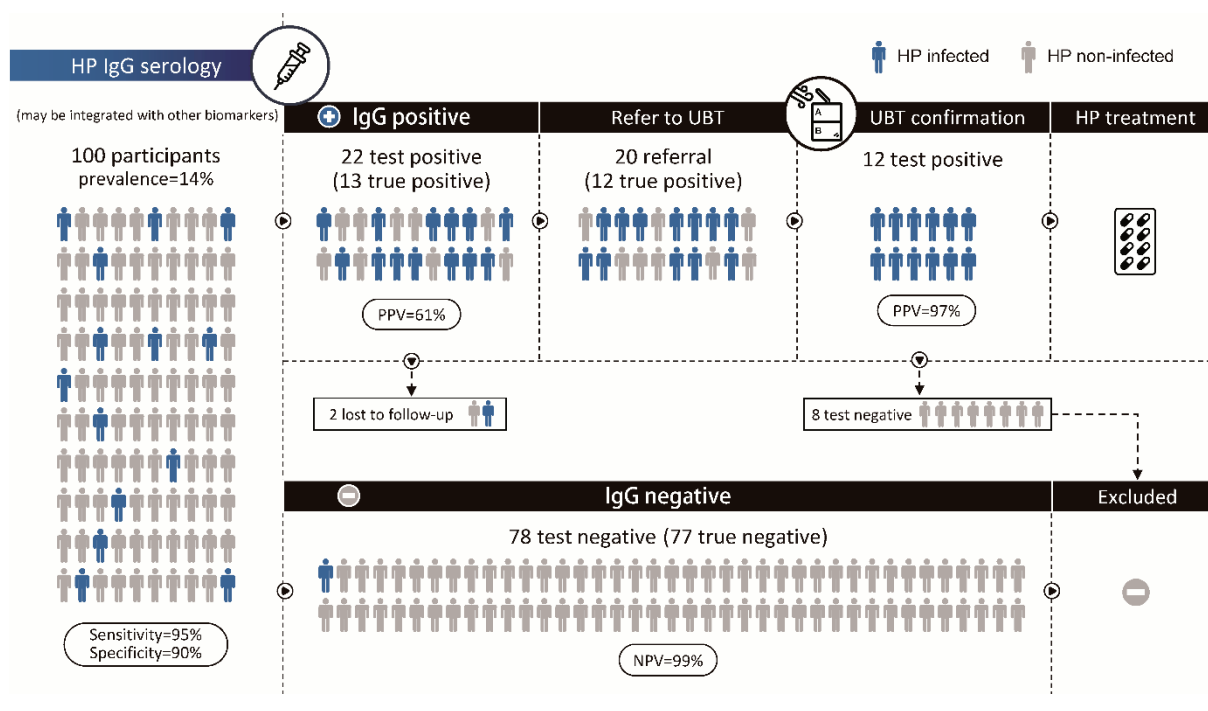 HP IgG serology
HP infected
HP non-infected
(may be integrated with other biomarkers)
IgG positive
Refer to UBT
A
B
UBT confirmation
HP treatment
100 participants
prevalence=14%
22 test positive
(13 true positive)
20 referral
(12 true positive)
12 test positive
PPV=61%
PPV=97%
2 lost to follow-up
8 test negative
IgG negative
Excluded
78 test negative (77 true negative)
Sensitivity=95%
Specificity=90%
NPV=99%